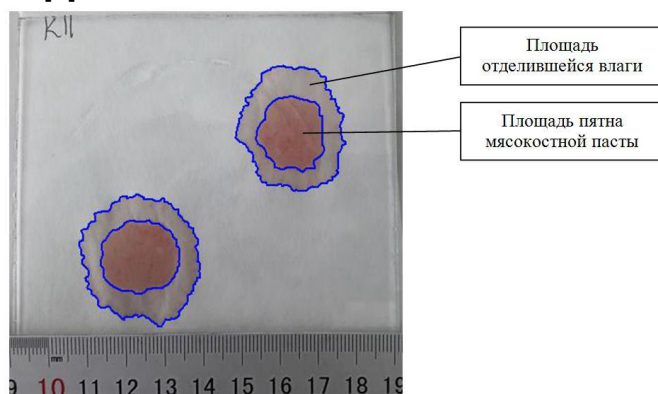 КП
Площадь
отделившейся влаги
Площадь пятна
мясокостной пасты
mm
9 10 11 12 13 14 15 16 17 18 19